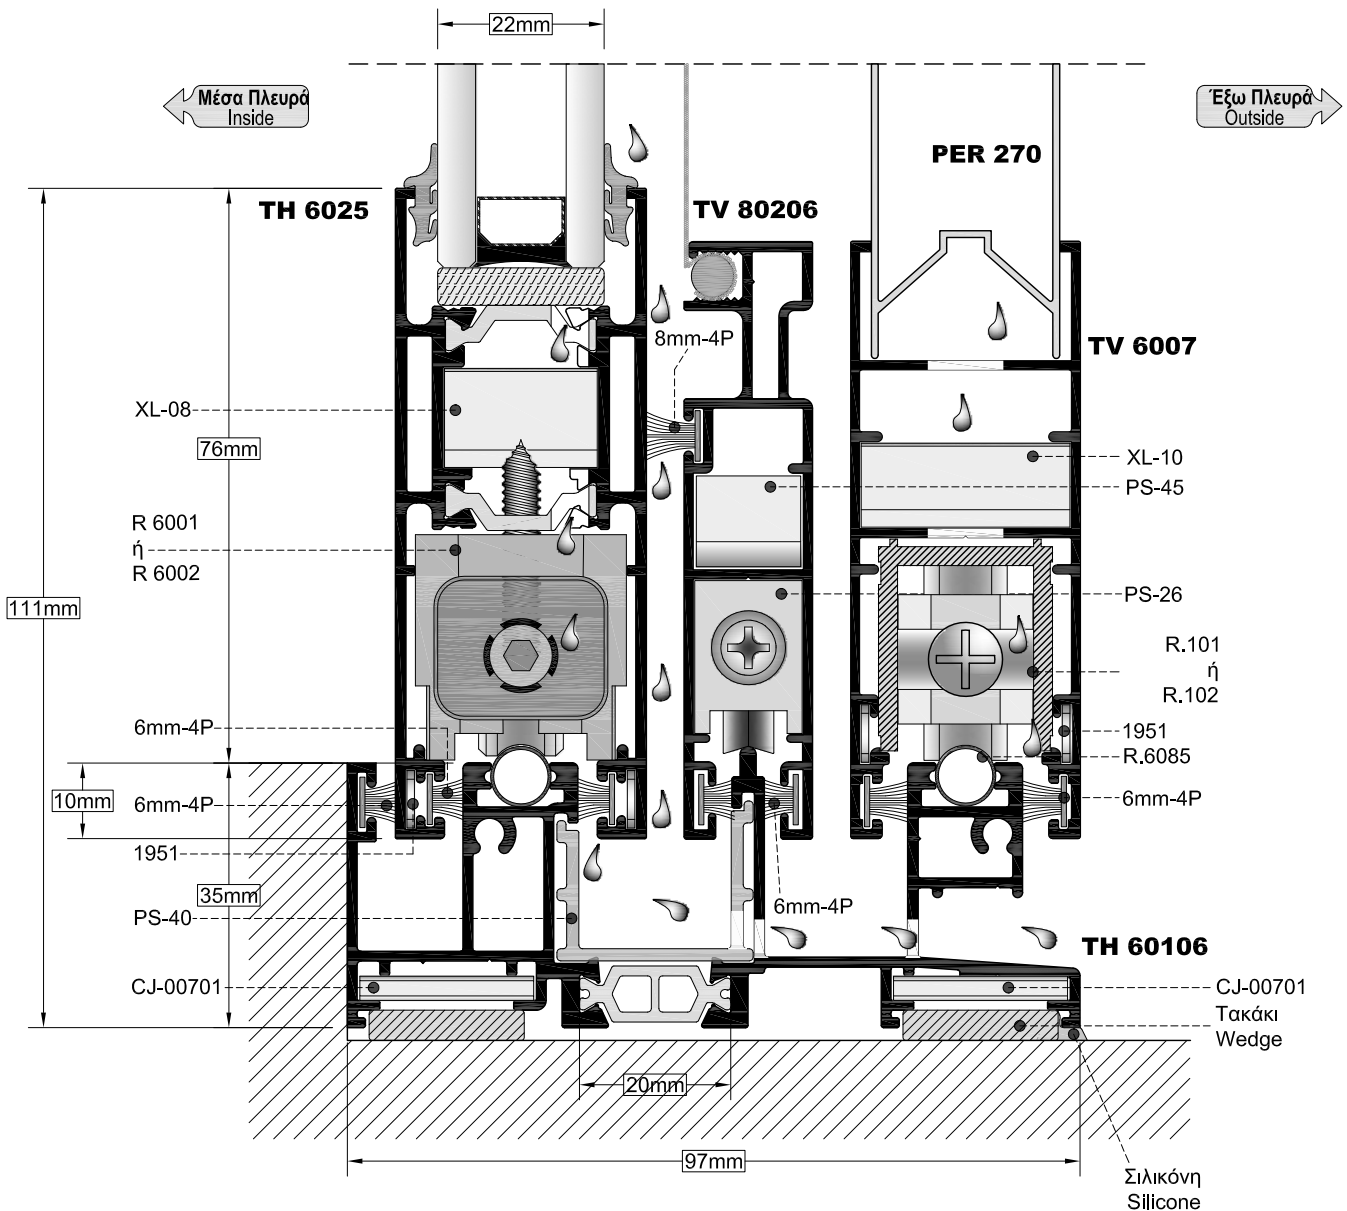 22mm
Μέσα Πλευρά
Inside
Έξω Πλευρά
Outside
PER 270
TH 6025
TV 80206
8mm-4P
TV 6007
XL-08
76mm
XL-10
PS-45
R 6001
ή
R 6002
111mm
PS-26
R.101
ή
R.102
6mm-4P
1951
R.6085
10mm
6mm-4P
6mm-4P
1951
35mm
PS-40
6mm-4P
TH 60106
CJ-00701
CJ-00701
Τακάκι
Wedge
20mm
97mm
Σιλικόνη
Silicone